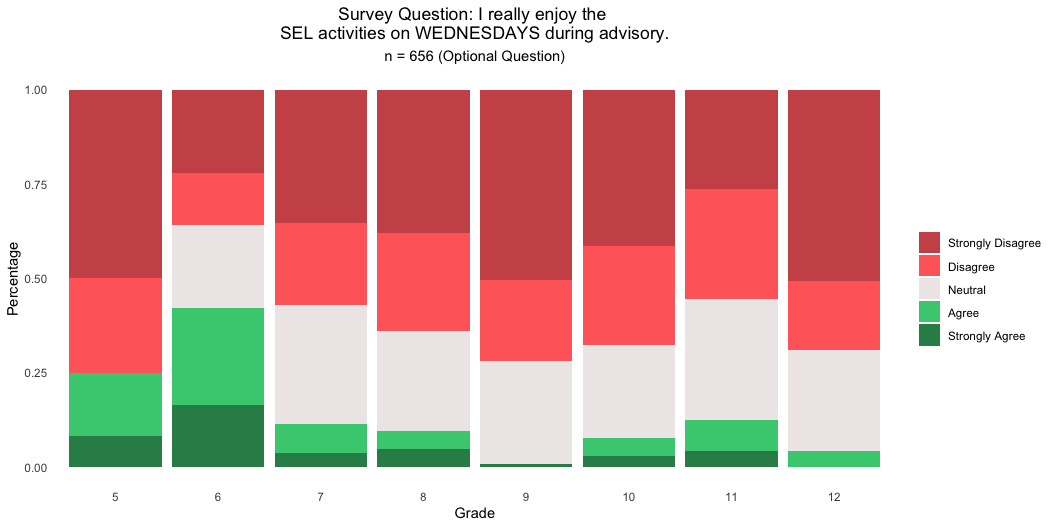 Survey Question: I really enjoy the
SEL activities on WEDNESDAYS during advisory.
n = 656 (Optional Question)
1.00
0.75
0.50
0.25
0.00
Percentage
5 6 7 8 9 10 11 12
Grade
Strongly Disagree
Disagree
Neutral
Agree
Strongly Agree